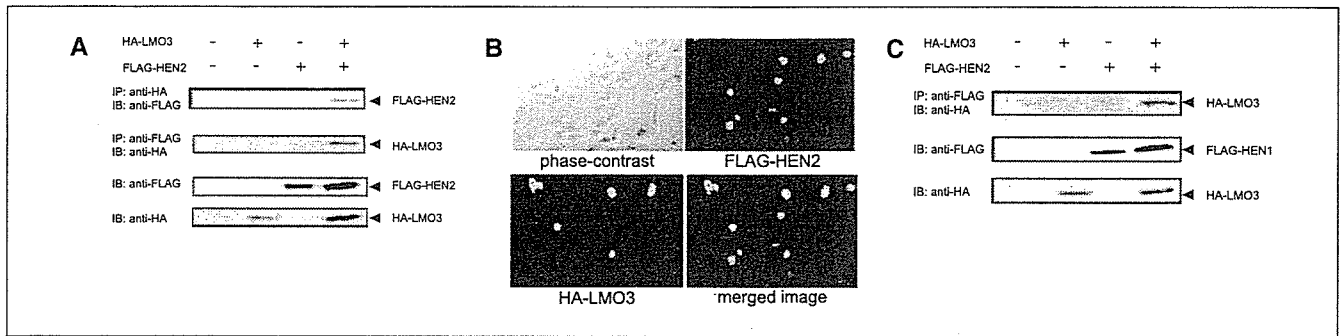 A
HA-LMO3 - + - +
FLAG-HEN2 - - + +
IP: anti-HA
IB: anti-FLAG
FLAG-HEN2
IP: anti-FLAG
IB: anti-HA
HA-LMO3
IB: anti-FLAG
FLAG-HEN2
IB: anti-HA
HA-LMO3
B
phase-contrast
FLAG-HEN2
HA-LMO3
merged image
C
HA-LMO3 - + - +
FLAG-HEN2 - - + +
IP: anti-FLAG
IB: anti-HA
HA-LMO3
IB: anti-FLAG
FLAG-HEN1
IB: anti-HA
HA-LMO3